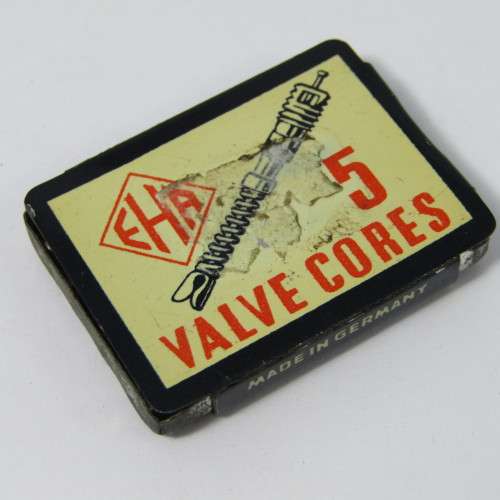 EHA
5
VALVE CORES
MADE IN GERMANY